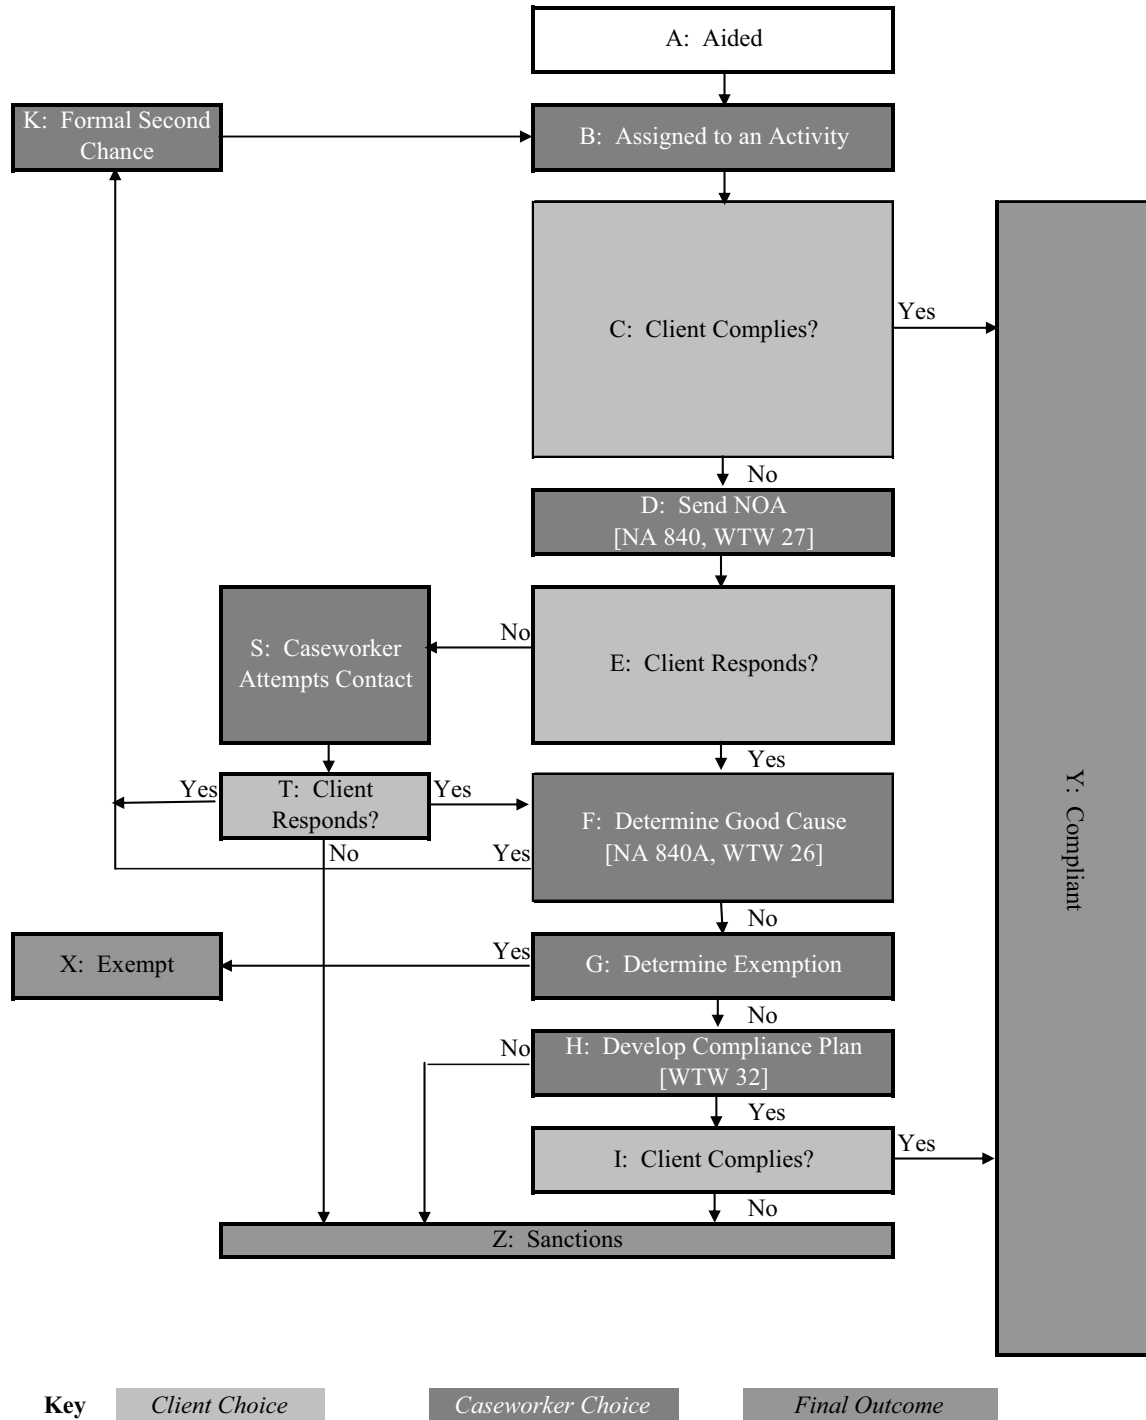 A: Aided
K: Formal Second
Chance
B: Assigned to an Activity
C: Client Complies?
Yes
No
D: Send NOA
[NA 840, WTW 27]
No
S: Caseworker
Attempts Contact
E: Client Responds?
Yes
Yes
T: Client
Responds?
Yes
F: Determine Good Cause
[NA 840A, WTW 26]
No
Yes
No
X: Exempt
Yes
G: Determine Exemption
No
No
H: Develop Compliance Plan
[WTW 32]
Yes
I: Client Complies?
Yes
No
Z: Sanctions
Y: Compliant
Key
Client Choice
Caseworker Choice
Final Outcome